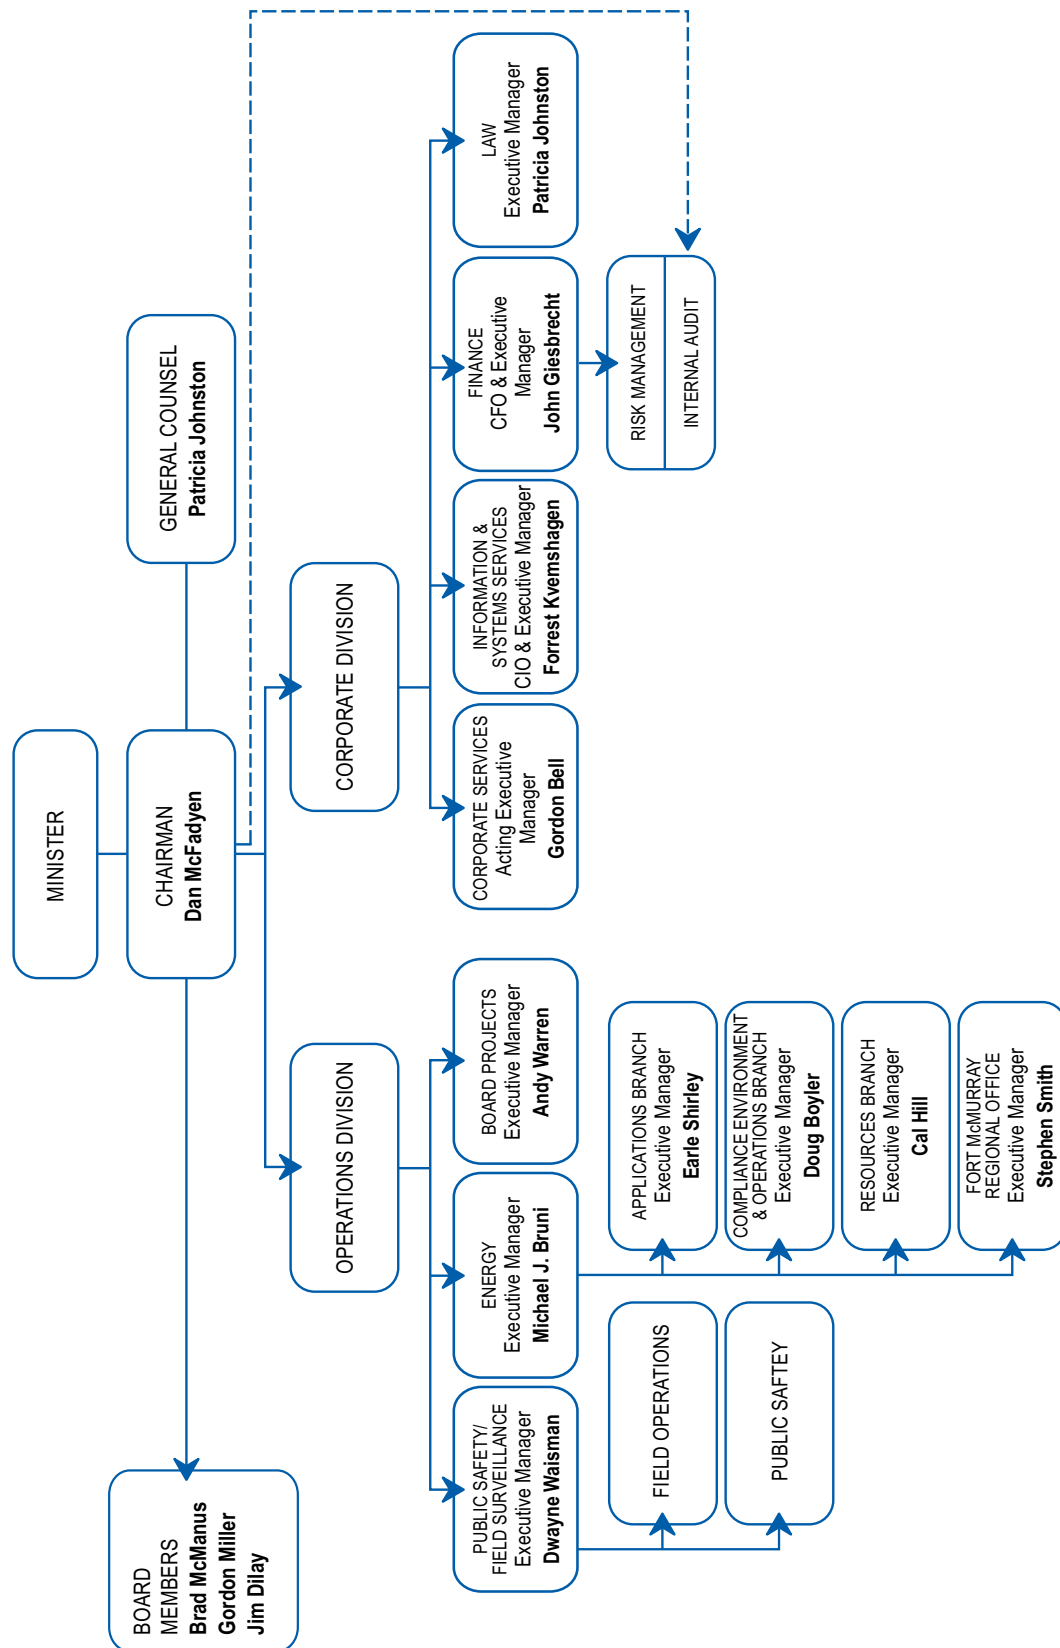 MINISTER
CHAIRMAN
Dan McFadyen
GENERAL COUNSEL
Patricia Johnston
BOARD
MEMBERS
Brad McManus
Gordon Miller
Jim Dilay
OPERATIONS DIVISION
CORPORATE DIVISION
PUBLIC SAFETY/
FIELD SURVEILLANCE
Executive Manager
Dwayne Waisman
ENERGY
Executive Manager
Michael J. Bruni
BOARD PROJECTS
Executive Manager
Andy Warren
CORPORATE SERVICES
Acting Executive
Manager
Gordon Bell
INFORMATION &
SYSTEMS SERVICES
CIO & Executive Manager
Forrest Kvemshagen
FINANCE
CFO & Executive
Manager
John Giesbrecht
LAW
Executive Manager
Patricia Johnston
FIELD OPERATIONS
PUBLIC SAFTEY
APPLICATIONS BRANCH
Executive Manager
Earle Shirley
COMPLIANCE ENVIRONMENT
& OPERATIONS BRANCH
Executive Manager
Doug Boyler
RESOURCES BRANCH
Executive Manager
Cal Hill
FORT McMURRAY
REGIONAL OFFICE
Executive Manager
Stephen Smith
RISK MANAGEMENT
INTERNAL AUDIT